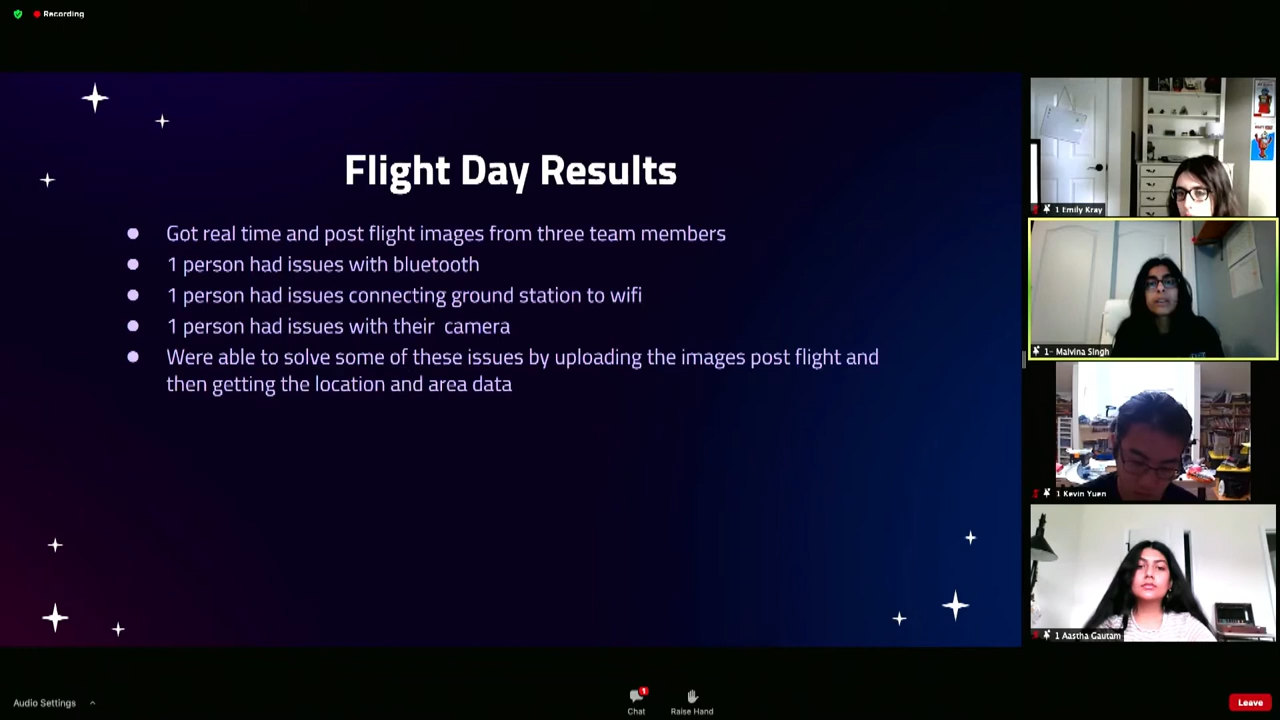 Recording
Flight Day Results
Got real time and post flight images from three team members
1 person had issues with bluetooth
1 person had issues connecting ground station to wifi
1 person had issues with their camera
Were able to solve some of these issues by uploading the images post flight and
then getting the location and area data
1 Emily Kray
1- Malvina Singh
1 Kevin Yuen
1 Aastha Gautam
Audio Settings
1
Chat
Raise Hand
Leave